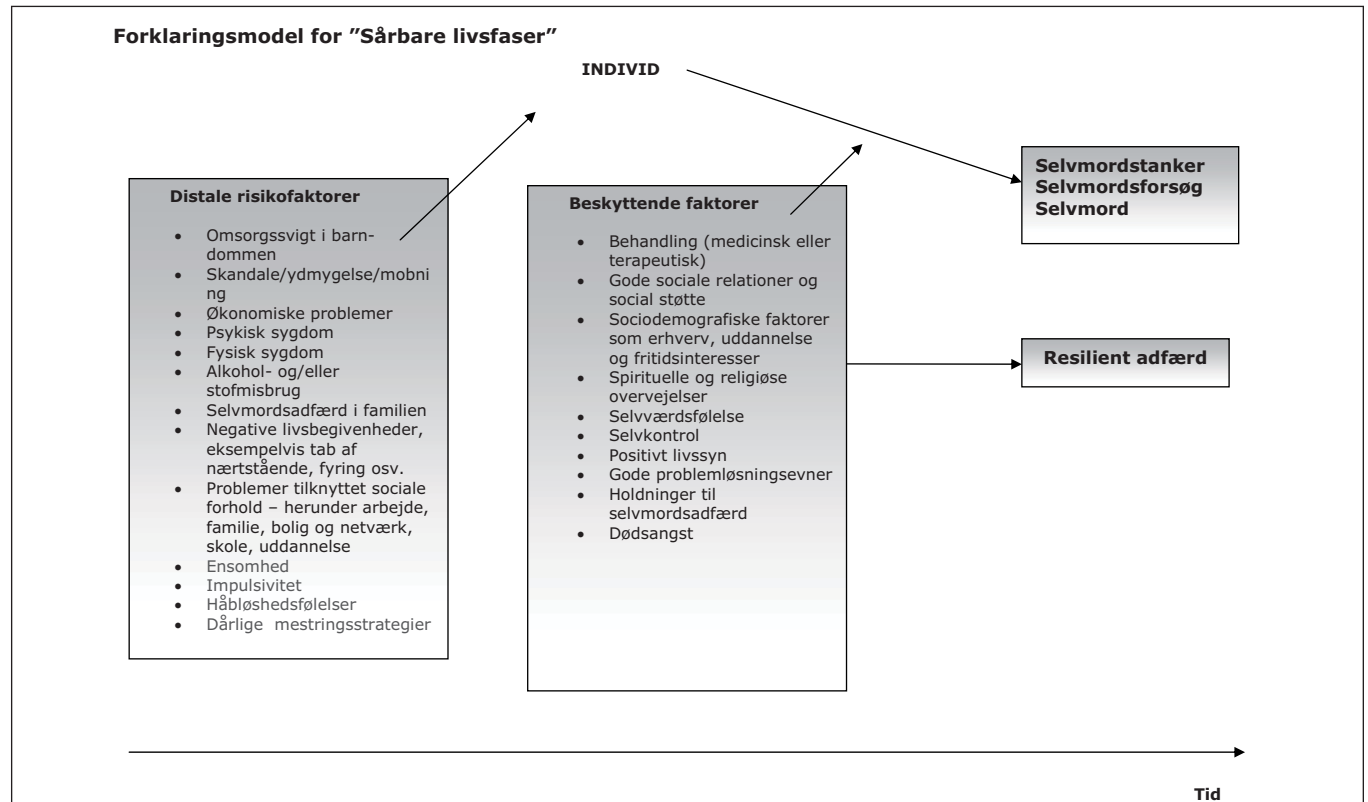 Forklaringsmodel for ”Sårbare livsfaser”
INDIVID
Distale risikofaktorer
• Omsorgssvigt i barn-
dommen
• Skandale/ydmygelse/mobni
ng
• Økonomiske problemer
• Psykisk sygdom
• Fysisk sygdom
• Alkohol- og/eller
stofmisbrug
• Selvmordsadfærd i familien
• Negative livsbegivenheder,
eksempelvis tab af
nærtstående, fyring osv.
• Problemer tilknyttet sociale
forhold – herunder arbejde,
familie, bolig og netværk,
skole, uddannelse
• Ensomhed
• Impulsivitet
• Håbløshedsfølelser
• Dårlige mestringsstrategier
Beskyttende faktorer
• Behandling (medicinsk eller
terapeutisk)
• Gode sociale relationer og
social støtte
• Sociodemografiske faktorer
som erhverv, uddannelse
og fritidsinteresser
• Spirituelle og religiøse
overvejelser
• Selvværdsfølelse
• Selvkontrol
• Positivt livssyn
• Gode problemløsningsevner
• Holdninger til
selvmordsadfærd
• Dødsangst
Selvmordstanker
Selvmordsforsøg
Selvmord
Resilient adfærd
Tid